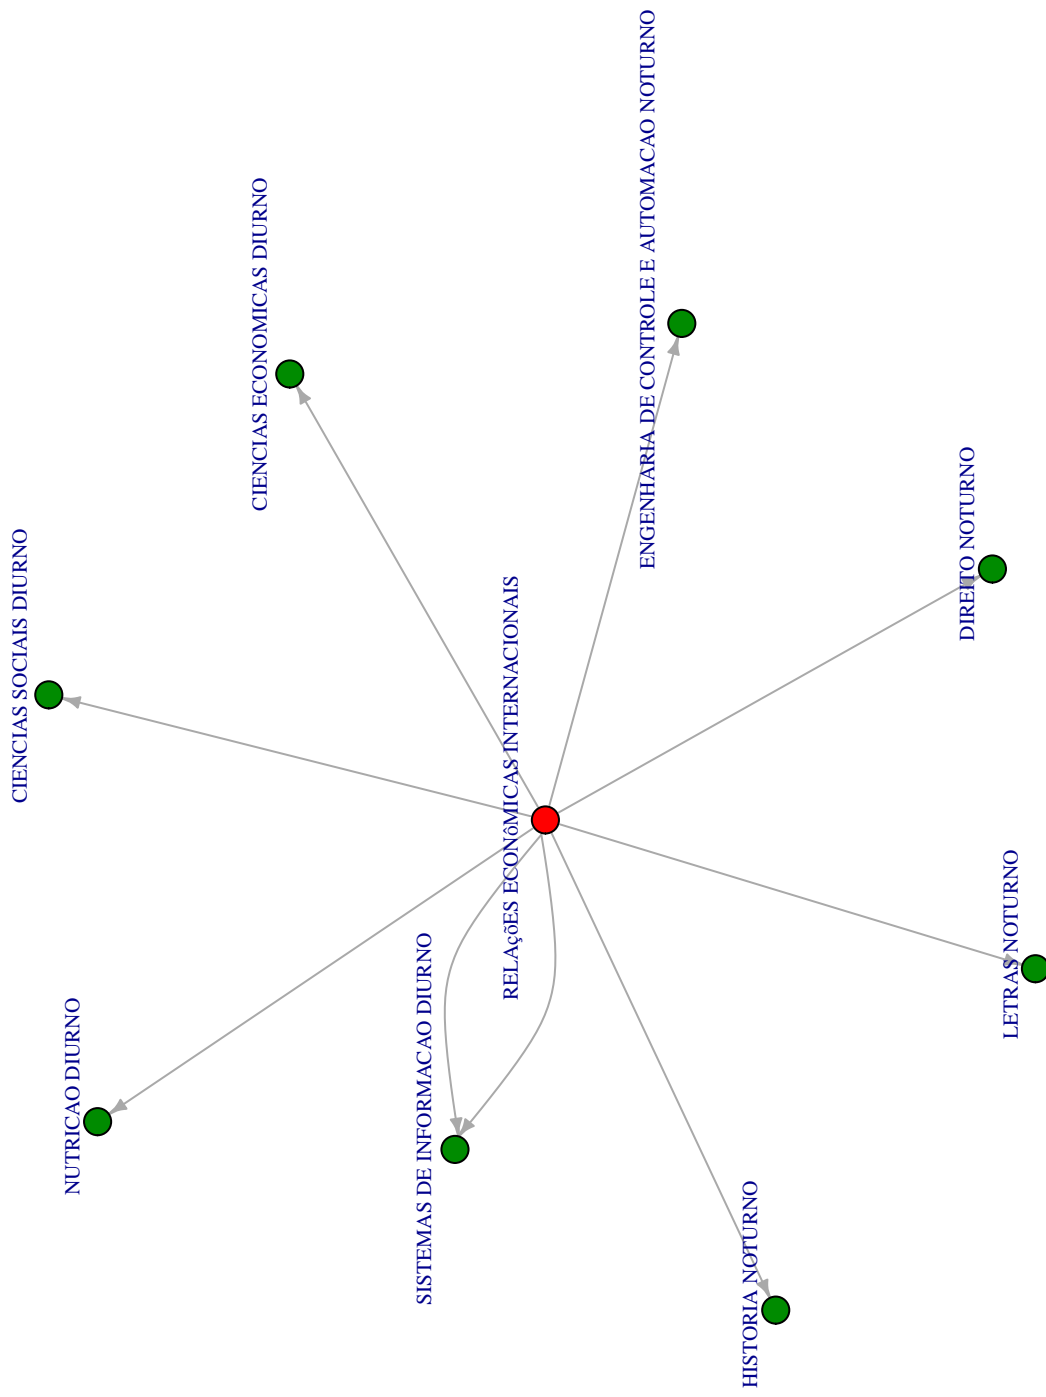 ENGENHARIA DE CONTROLE E AUTOMACAO NOTURNO
CIENCIAS ECONOMICAS DIURNO
DIREITO NOTURNO
CIENCIAS SOCIAIS DIURNO
RELAçõES ECONôMICAS INTERNACIONAIS
LETRAS NOTURNO
SISTEMAS DE INFORMACAO DIURNO
NUTRICAO DIURNO
HISTORIA NOTURNO